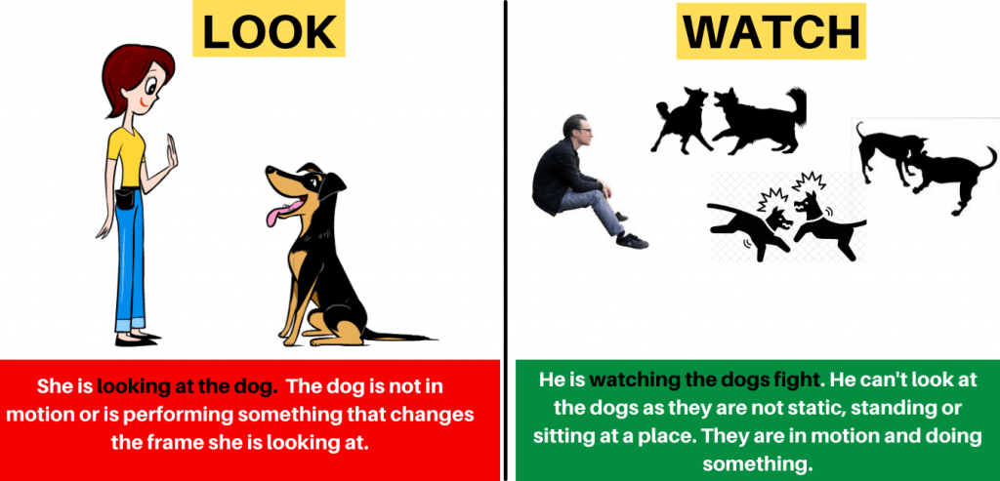 LOOK
She is looking at the dog. The dog is not in
motion or is performing something that changes
the frame she is looking at.
WATCH
He is watching the dogs fight. He can't look at
the dogs as they are not static, standing or
sitting at a place. They are in motion and doing
something.